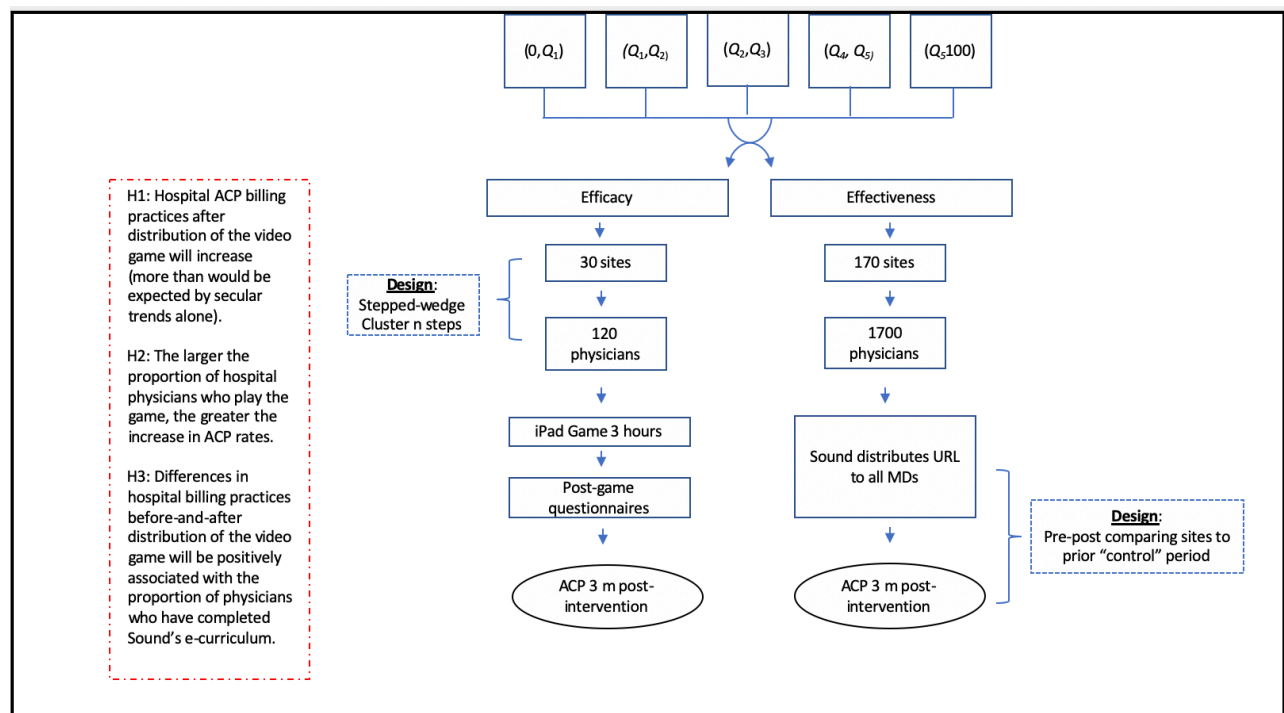 (0,Q1)
(Q1,Q2)
(Q2,Q3)
(Q4, Q5)
(Q5100)
H1: Hospital ACP billing
practices after
distribution of the video
game will increase
(more than would be
expected by secular
trends alone).
H2: The larger the
proportion of hospital
physicians who play the
game, the greater the
increase in ACP rates.
H3: Differences in
hospital billing practices
before-and-after
distribution of the video
game will be positively
associated with the
proportion of physicians
who have completed
Sound's e-curriculum.
Design:
Stepped-wedge
Cluster n steps
Efficacy
30 sites
120
physicians
iPad Game 3 hours
Post-game
questionnaires
ACP 3 m post-
intervention
Effectiveness
170 sites
1700
physicians
Sound distributes URL
to all MDs
ACP 3 m post-
intervention
Design:
Pre-post comparing sites to
prior “control” period